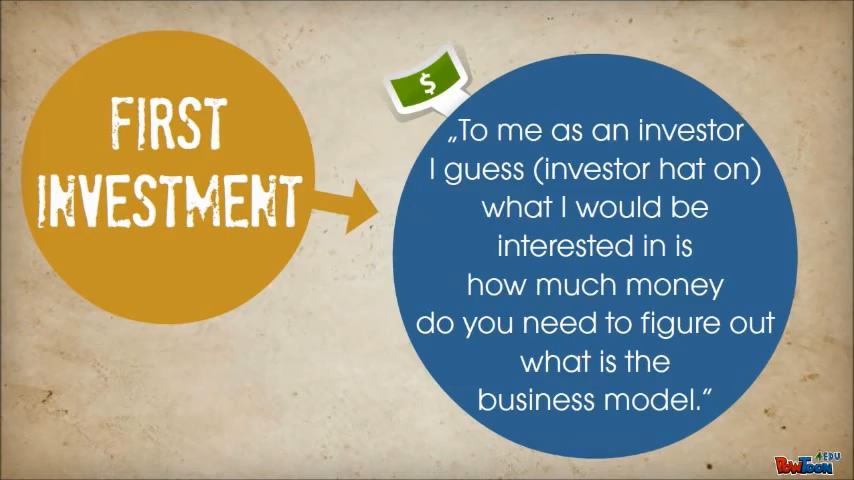 FIRST
INVESTMENT
$
„To me as an investor
I guess (investor hat on)
what I would be
interested in is
how much money
do you need to figure out
what is the
business model.”
EDU
POWTOON